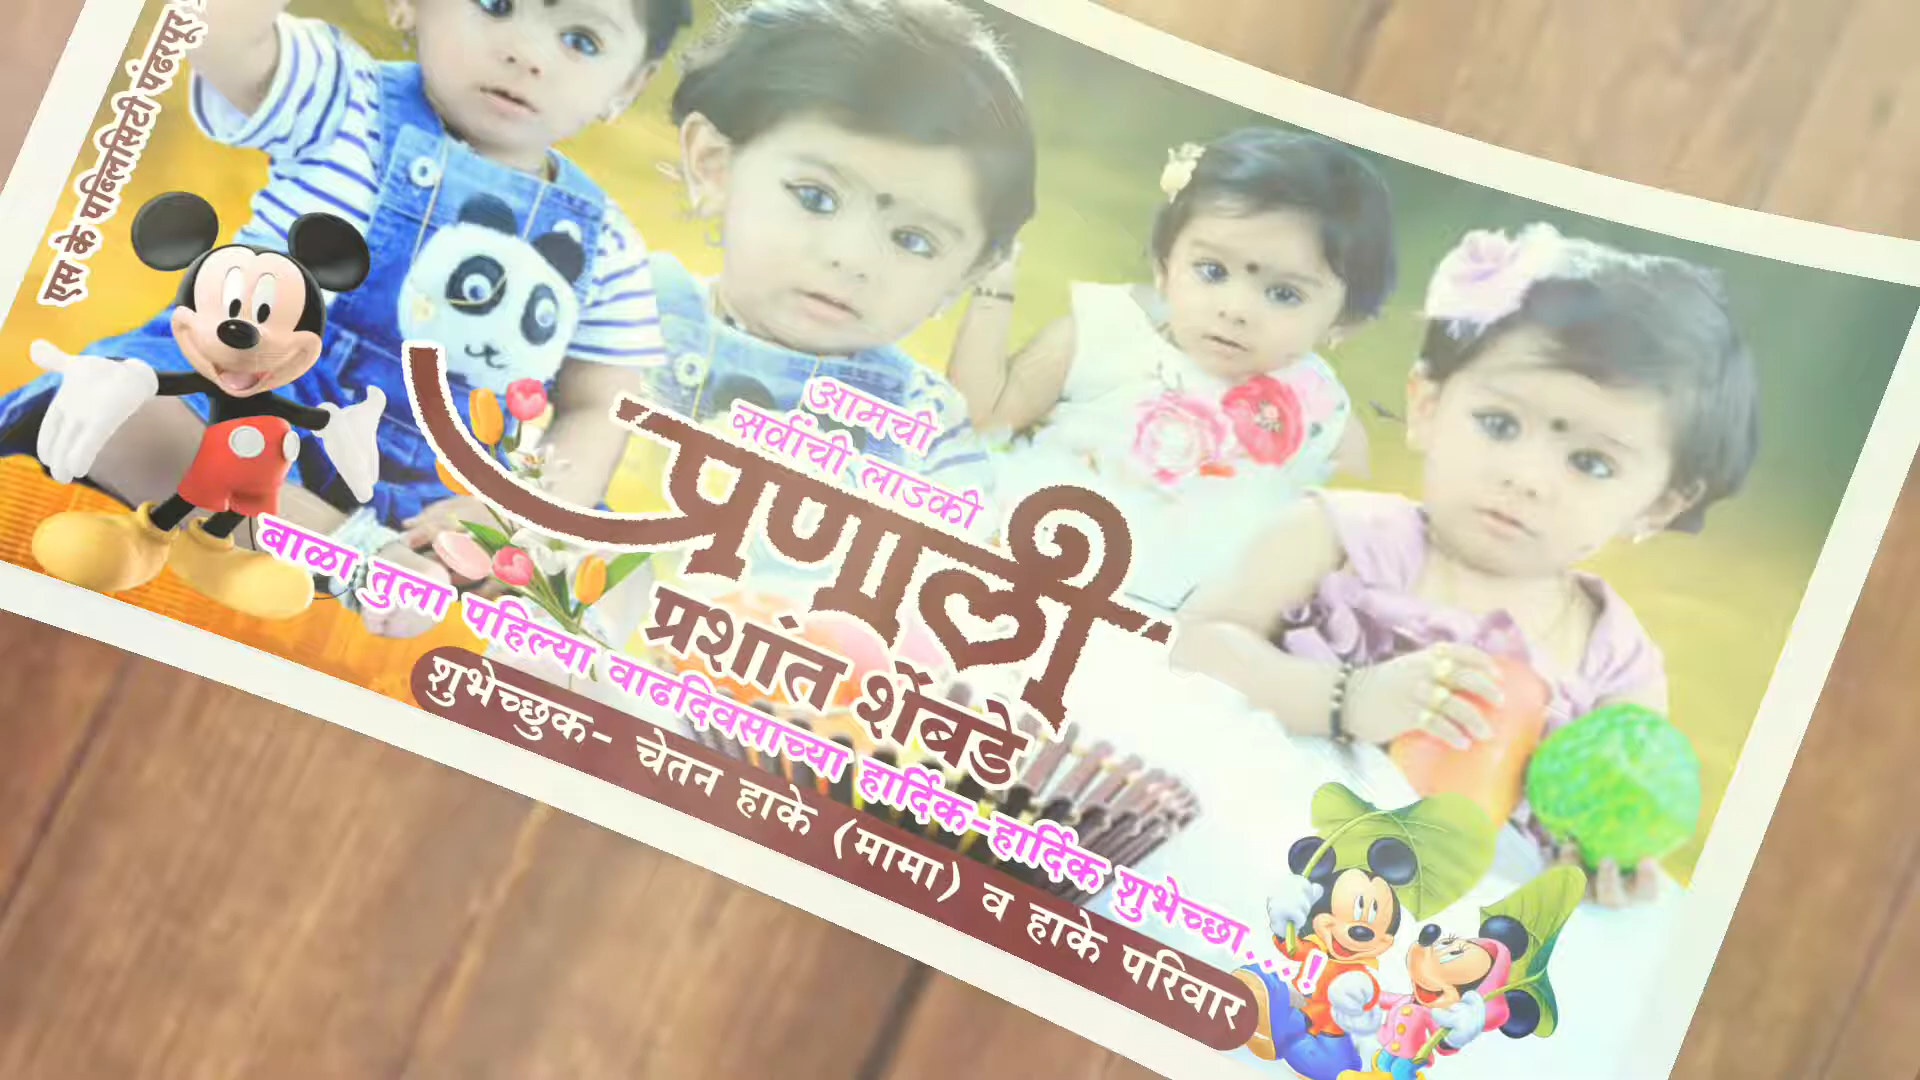 एस के पब्लिसिटी पंढरपूर
आमची
सर्वांची लाडकी
प्रणाली
प्रशांत शेंबडे
बाळा तुला पहिल्या वाढदिवसाच्या हार्दिक-हार्दिक शुभेच्छा....!
शुभेच्छुक- चेतन हाके (मामा) व हाके परिवार